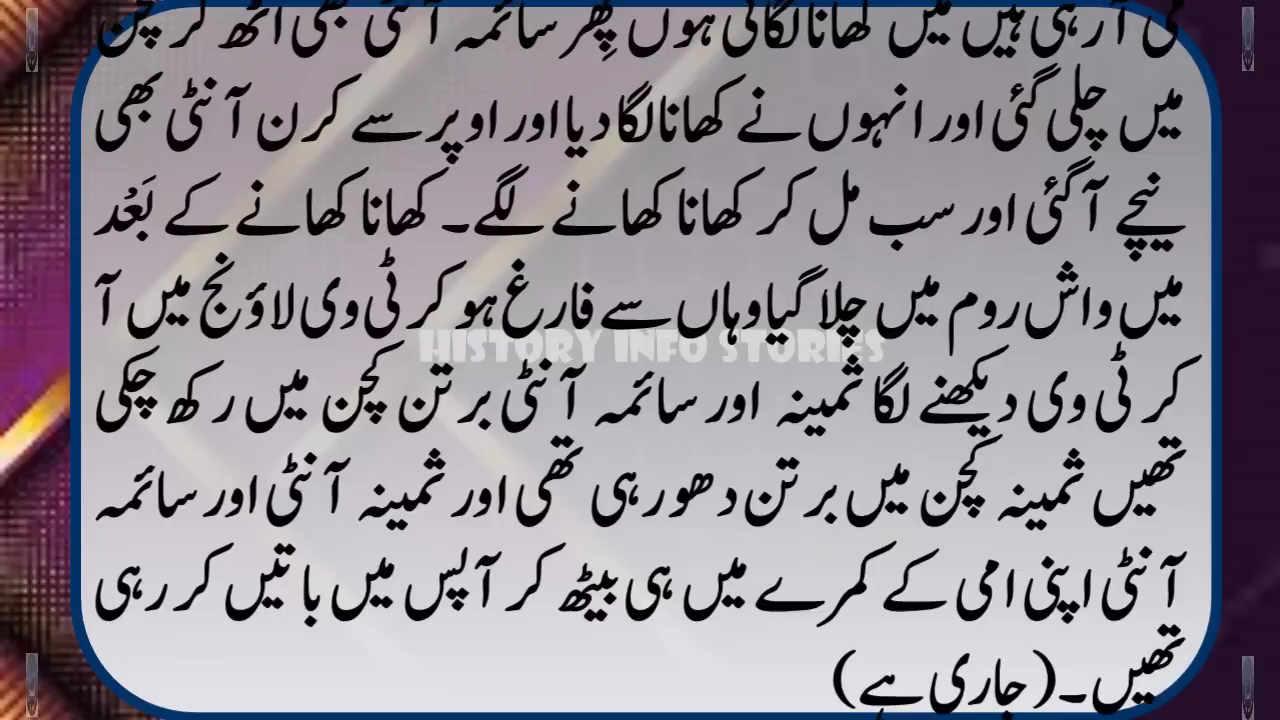 آ رہی ہیں میں کھانا لگاتی ہوں پِھر سائمہ آنٹی بھی اٹھ کر کچن
میں چلی گئی اور انہوں نے کھانا لگا دیا اور اوپر سے کرن آنٹی بھی
نیچے آ گئی اور سب مل کر کھانا کھانے لگے۔ کھانا کھانے کے بَعْد
میں واش روم میں چلا گیا وہاں سے فارغ ہو کر ٹی وی لاؤنج میں آ
HISTORY INFO STORIES
کر ٹی وی دیکھنے لگا ثمینہ اور سائمہ آنٹی برتن کچن میں رکھ چکی
تھیں ثمینہ کچن میں برتن دھو رہی تھی اور ثمینہ آنٹی اور سائمہ
آنٹی اپنی امی کے کمرے میں ہی بیٹھ کر آپس میں باتیں کر رہی
تھیں۔ (جاری ہے)